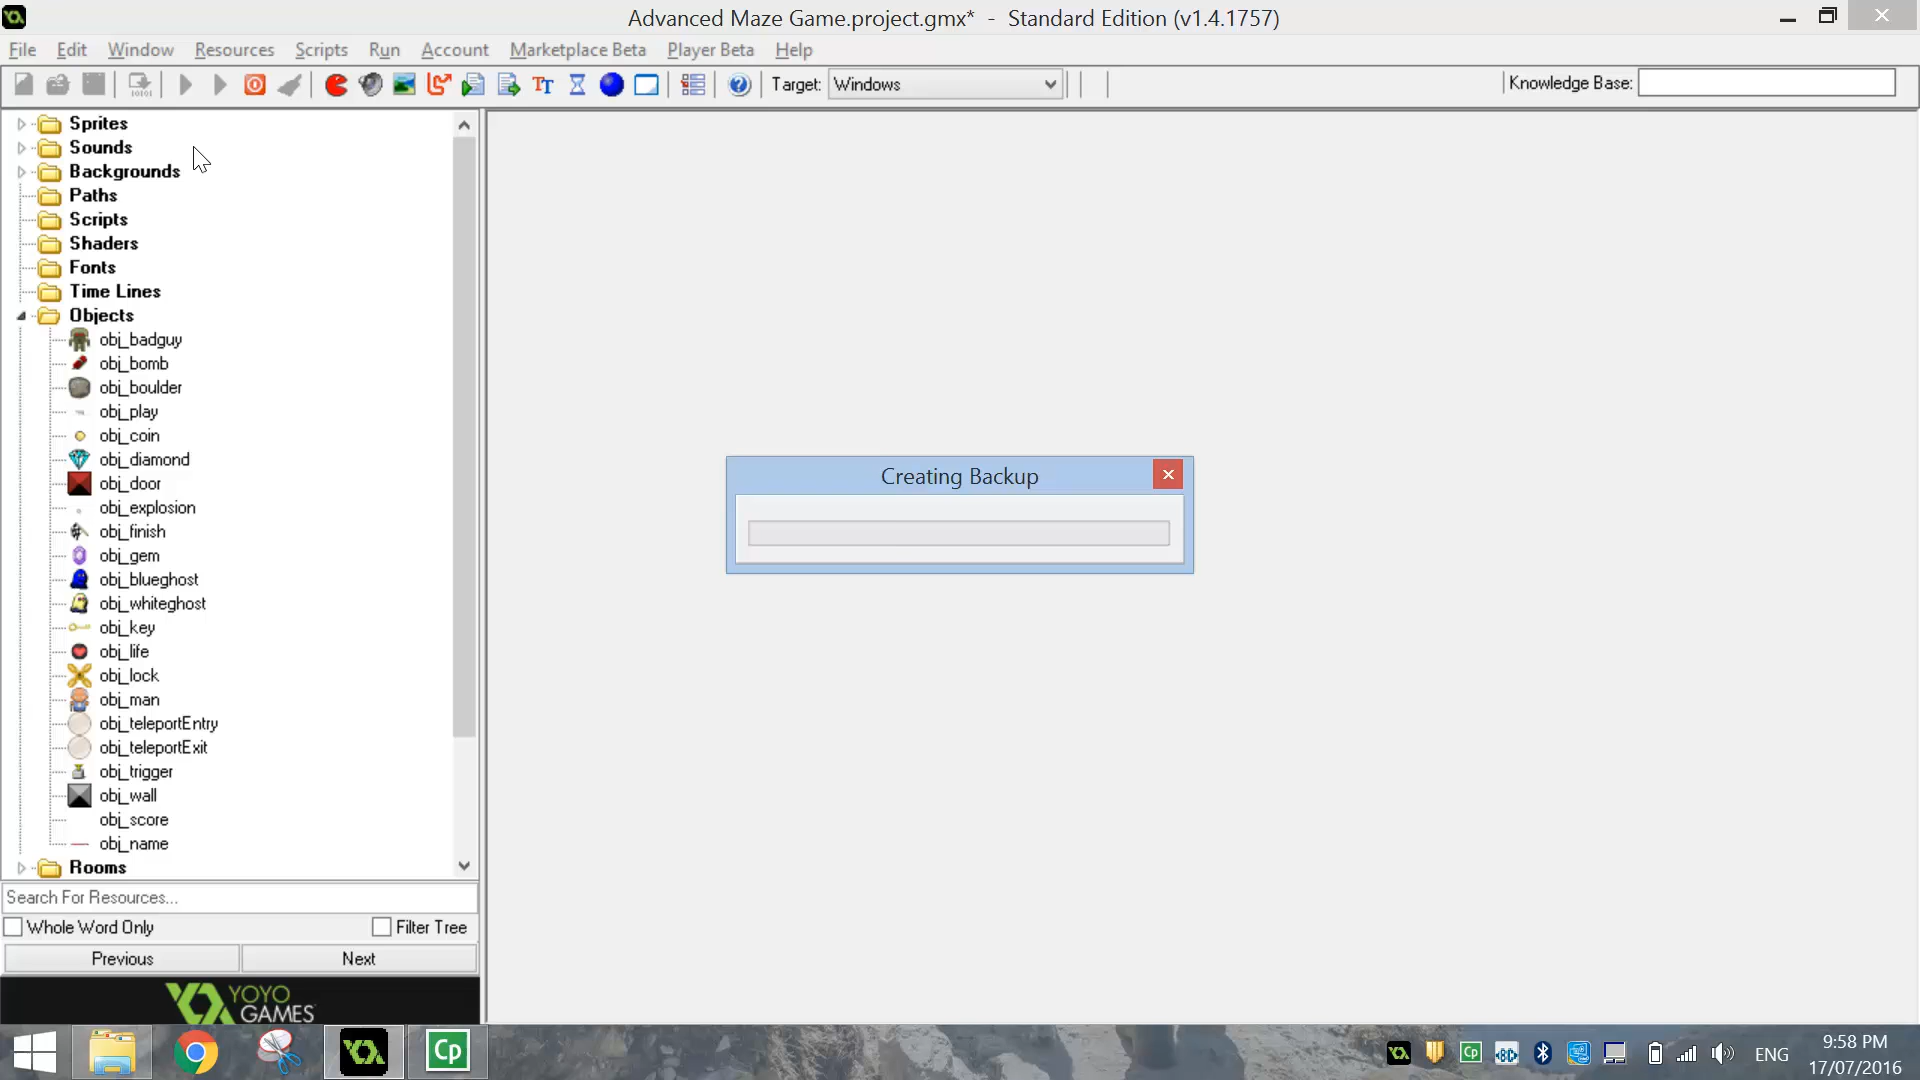 Advanced Maze Game.project.gmx* - Standard Edition (v1.4.1757)
File Edit Window Resources Scripts Run Account Marketplace Beta Player Beta Help
Target: Windows Knowledge Base:
Sprites
Sounds
Backgrounds
Paths
Scripts
Shaders
Fonts
Time Lines
Objects
obj_badguy
obj_bomb
obj_boulder
obj_play
obj_coin
obj_diamond
obj_door
obj_explosion
obj_finish
obj_gem
obj_blueghost
obj_whiteghost
obj_key
obj_life
obj_lock
obj_man
obj_teleportEntry
obj_teleportExit
obj_trigger
obj_wall
obj_score
obj_name
Rooms
Creating Backup
Search For Resources...
Whole Word Only Filter Tree
Previous Next
YOYO
GAMES
Cp
Cp
ENG
9:58 PM
17/07/2016